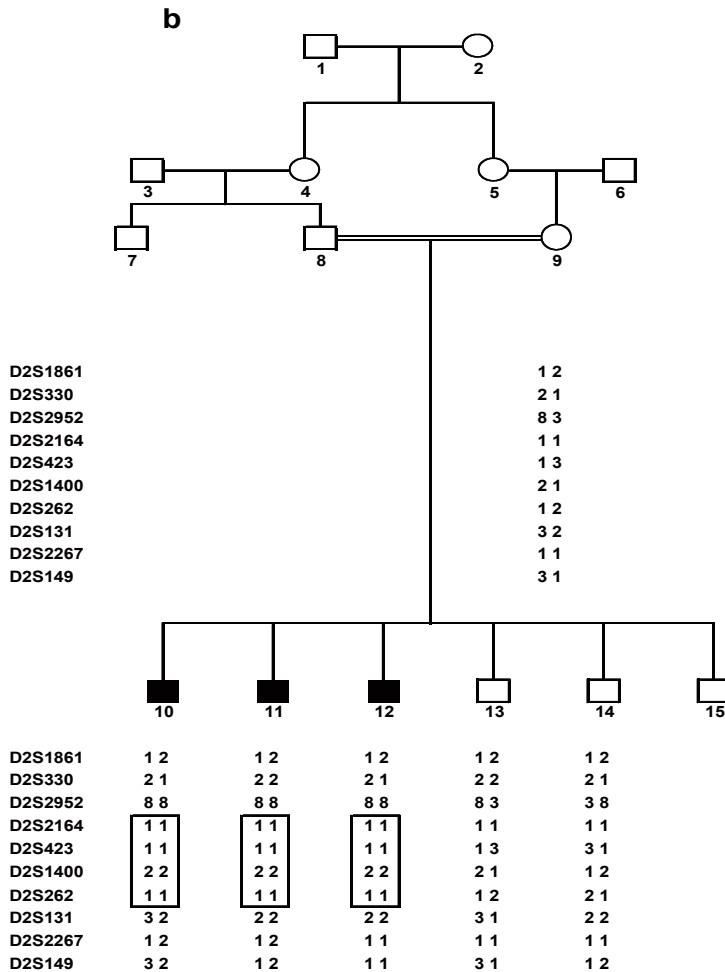 b
1 2
3 4 5 6
7 8 9
D2S1861 1 2
D2S330 2 1
D2S2952 8 3
D2S2164 1 1
D2S423 1 3
D2S1400 2 1
D2S262 1 2
D2S131 3 2
D2S2267 1 1
D2S149 3 1
10 11 12 13 14 15
D2S1861 1 2 1 2 1 2 1 2 1 2
D2S330 2 1 2 2 2 1 2 2 2 1
D2S2952 8 8 8 8 8 8 8 3 3 8
D2S2164 1 1 1 1 1 1 1 1 1 1
D2S423 1 1 1 1 1 1 1 3 3 1
D2S1400 2 2 2 2 2 2 2 1 1 2
D2S262 1 1 1 1 1 1 1 2 2 1
D2S131 3 2 2 2 2 2 3 1 2 2
D2S2267 1 2 1 2 1 1 1 1 1 1
D2S149 3 2 1 2 1 1 3 1 1 2